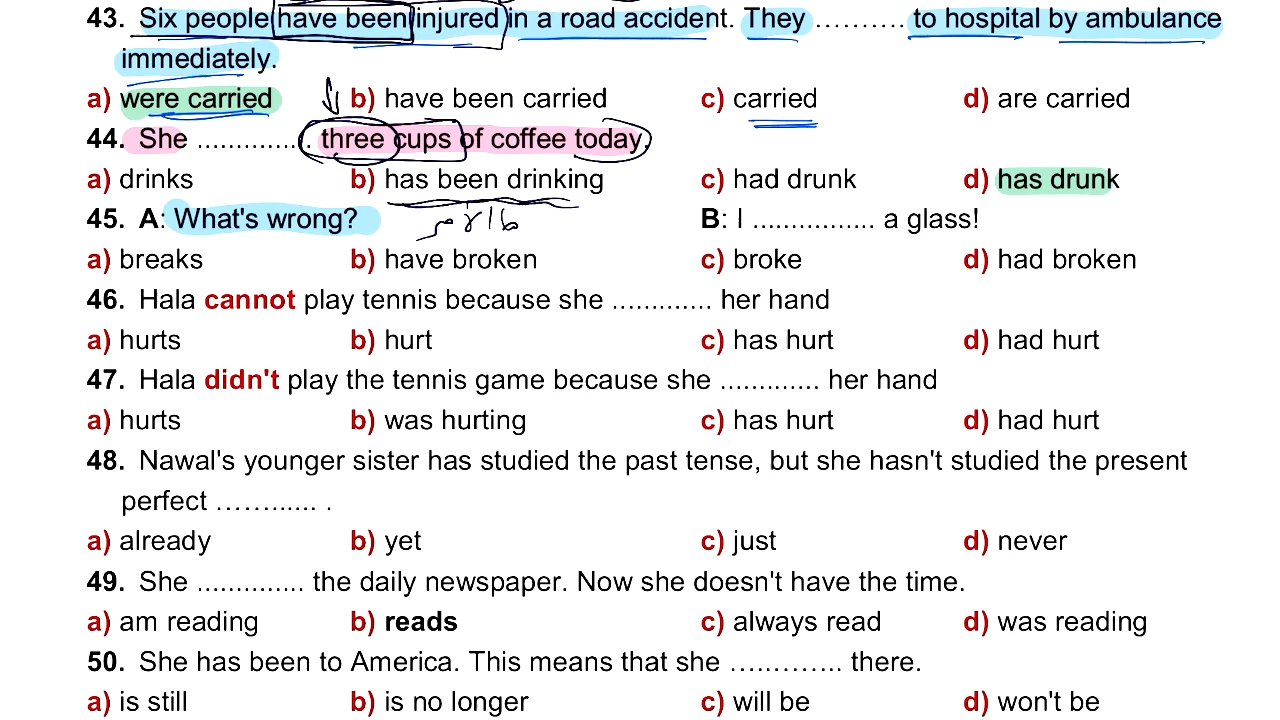 43. Six people have been injured in a road accident. They .......... to hospital by ambulance
immediately.
a) were carried b) have been carried c) carried d) are carried
44. She .............. three cups of coffee today.
a) drinks b) has been drinking c) had drunk d) has drunk
45. A: What's wrong? B: I ................ a glass!
a) breaks b) have broken c) broke d) had broken
46. Hala cannot play tennis because she ............. her hand
a) hurts b) hurt c) has hurt d) had hurt
47. Hala didn't play the tennis game because she ............. her hand
a) hurts b) was hurting c) has hurt d) had hurt
48. Nawal's younger sister has studied the past tense, but she hasn't studied the present
perfect ……...... .
a) already b) yet c) just d) never
49. She .............. the daily newspaper. Now she doesn't have the time.
a) am reading b) reads c) always read d) was reading
50. She has been to America. This means that she ….……….. there.
a) is still b) is no longer c) will be d) won't be